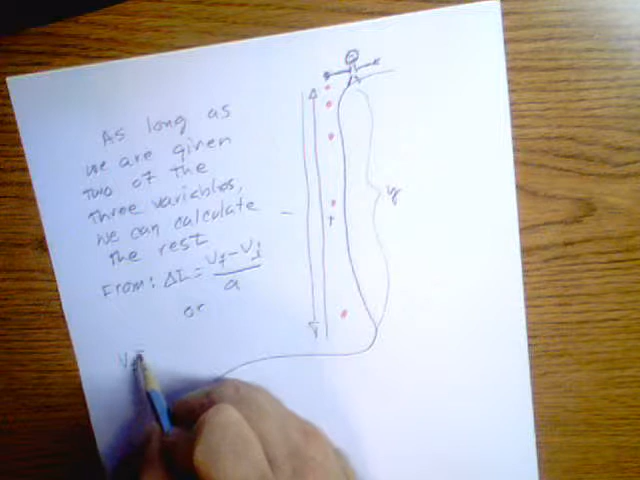 As long as
we are given
two of the
three variables,
we can calculate
the rest
From: Δt = Vf-Vi/a
or
y